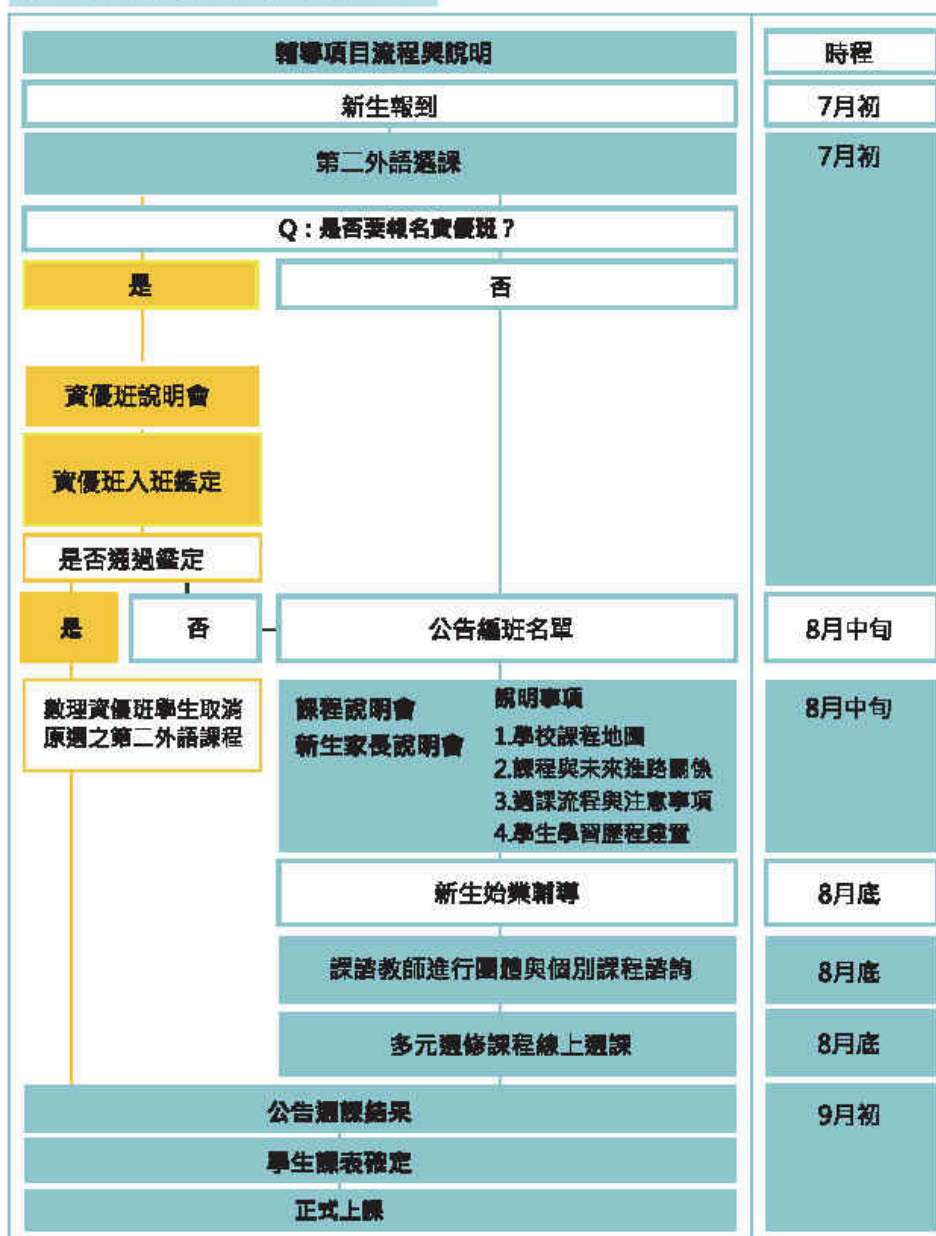 輔導項目流程與說明
時程
新生報到
7月初
第二外語選課
7月初
Q：是否要報名資優班？
是
否
資優班說明會
資優班入班鑑定
是否通過鑑定
是
否
公告編班名單
8月中旬
數理資優班學生取消
原選之第二外語課程
課程說明會
新生家長說明會
說明事項
1.學校課程地圖
2.課程與未來進路關係
3.選課流程與注意事項
4.學生學習歷程建置
8月中旬
新生始業輔導
8月底
課諮教師進行團體與個別課程諮詢
8月底
多元選修課程線上選課
8月底
公告選課結果
9月初
學生課表確定
正式上課